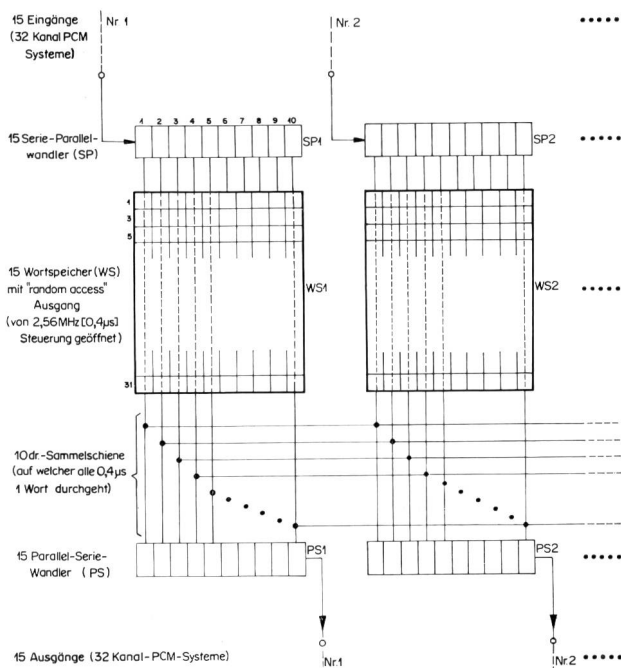 15 Eingänge
(32 Kanal PCM
Systeme)
Nr. 1
Nr. 2
1 2 3 4 5 6 7 8 9 10
15 Serie-Parallel-
wandler (SP)
SP1
SP2
1
3
5
15 Wortspeicher (WS)
mit "random access"
Ausgang
(von 2,56 MHz [0,4µs]
Steuerung geöffnet)
WS1
WS2
31
10dr.-Sammelschiene
(auf welcher alle 0,4µs
1 Wort durchgeht)
15 Parallel-Serie-
Wandler (PS)
PS1
PS2
15 Ausgänge (32 Kanal-PCM-Systeme)
Nr.1
Nr.2